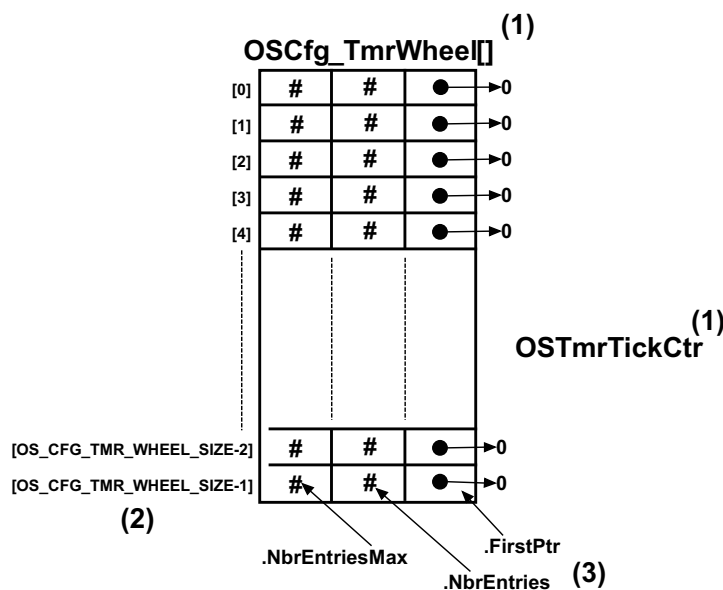 (1)
OSCfg_TmrWheel[]
[0] # # 0
[1] # # 0
[2] # # 0
[3] # # 0
[4] # # 0
(1)
OSTmrTickCtr
[OS_CFG_TMR_WHEEL_SIZE-2] # # 0
[OS_CFG_TMR_WHEEL_SIZE-1] # # 0
(2)
.NbrEntriesMax
.FirstPtr
.NbrEntries
(3)